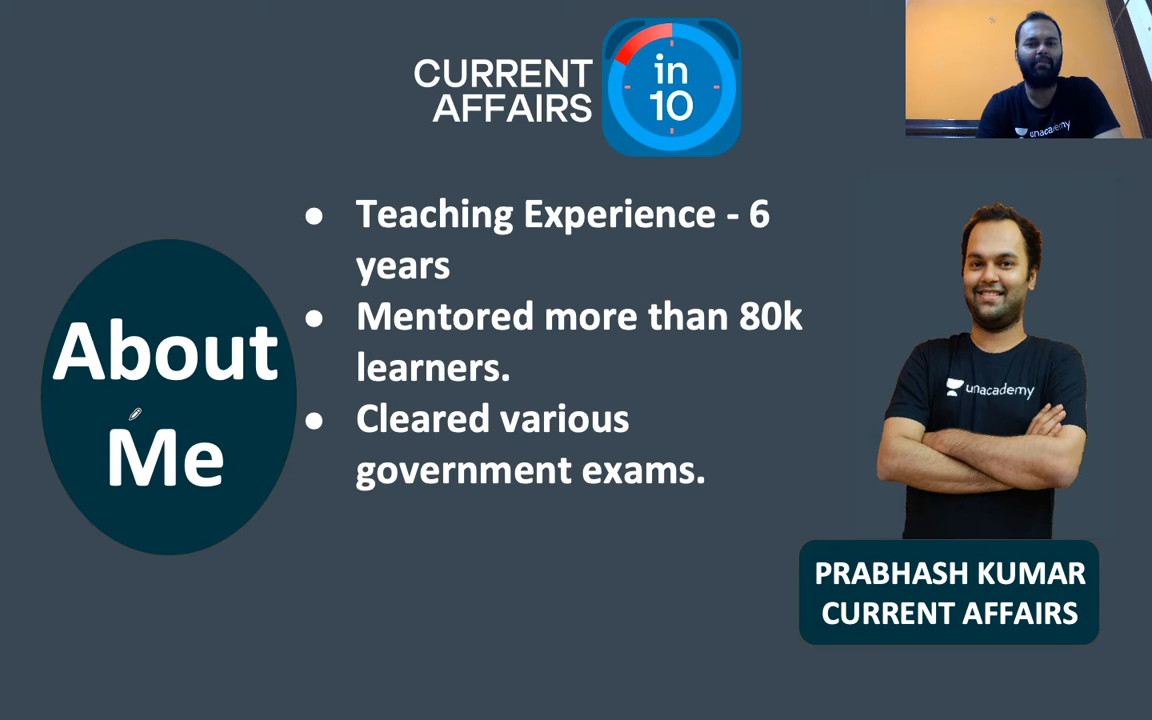 CURRENT
AFFAIRS
in
10
unacademy
Teaching Experience - 6
years
Mentored more than 80k
learners.
Cleared various
government exams.
About
Me
unacademy
PRABHASH KUMAR
CURRENT AFFAIRS